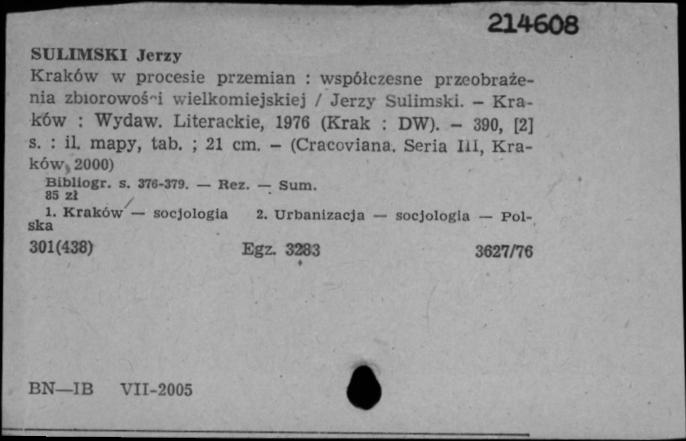 214608
SULIMSKI Jerzy
Kraków w procesie przemian : współczesne przeobraże-
nia zbiorowości wielkomiejskiej / Jerzy Sulimski. — Kra-
ków : Wydaw. Literackie, 1976 (Krak : DW). — 390, [2]
s. : il. mapy, tab. ; 21 cm. — (Cracoviana. Seria III, Kra-
ków, 2000)
Bibliogr. s. 376-379. — Rez. — Sum.
85 zł
1. Kraków — socjologia 2. Urbanizacja — socjologia — Pol-
ska
301(438) Egz. 3283 3627/76
BN—IB VII-2005